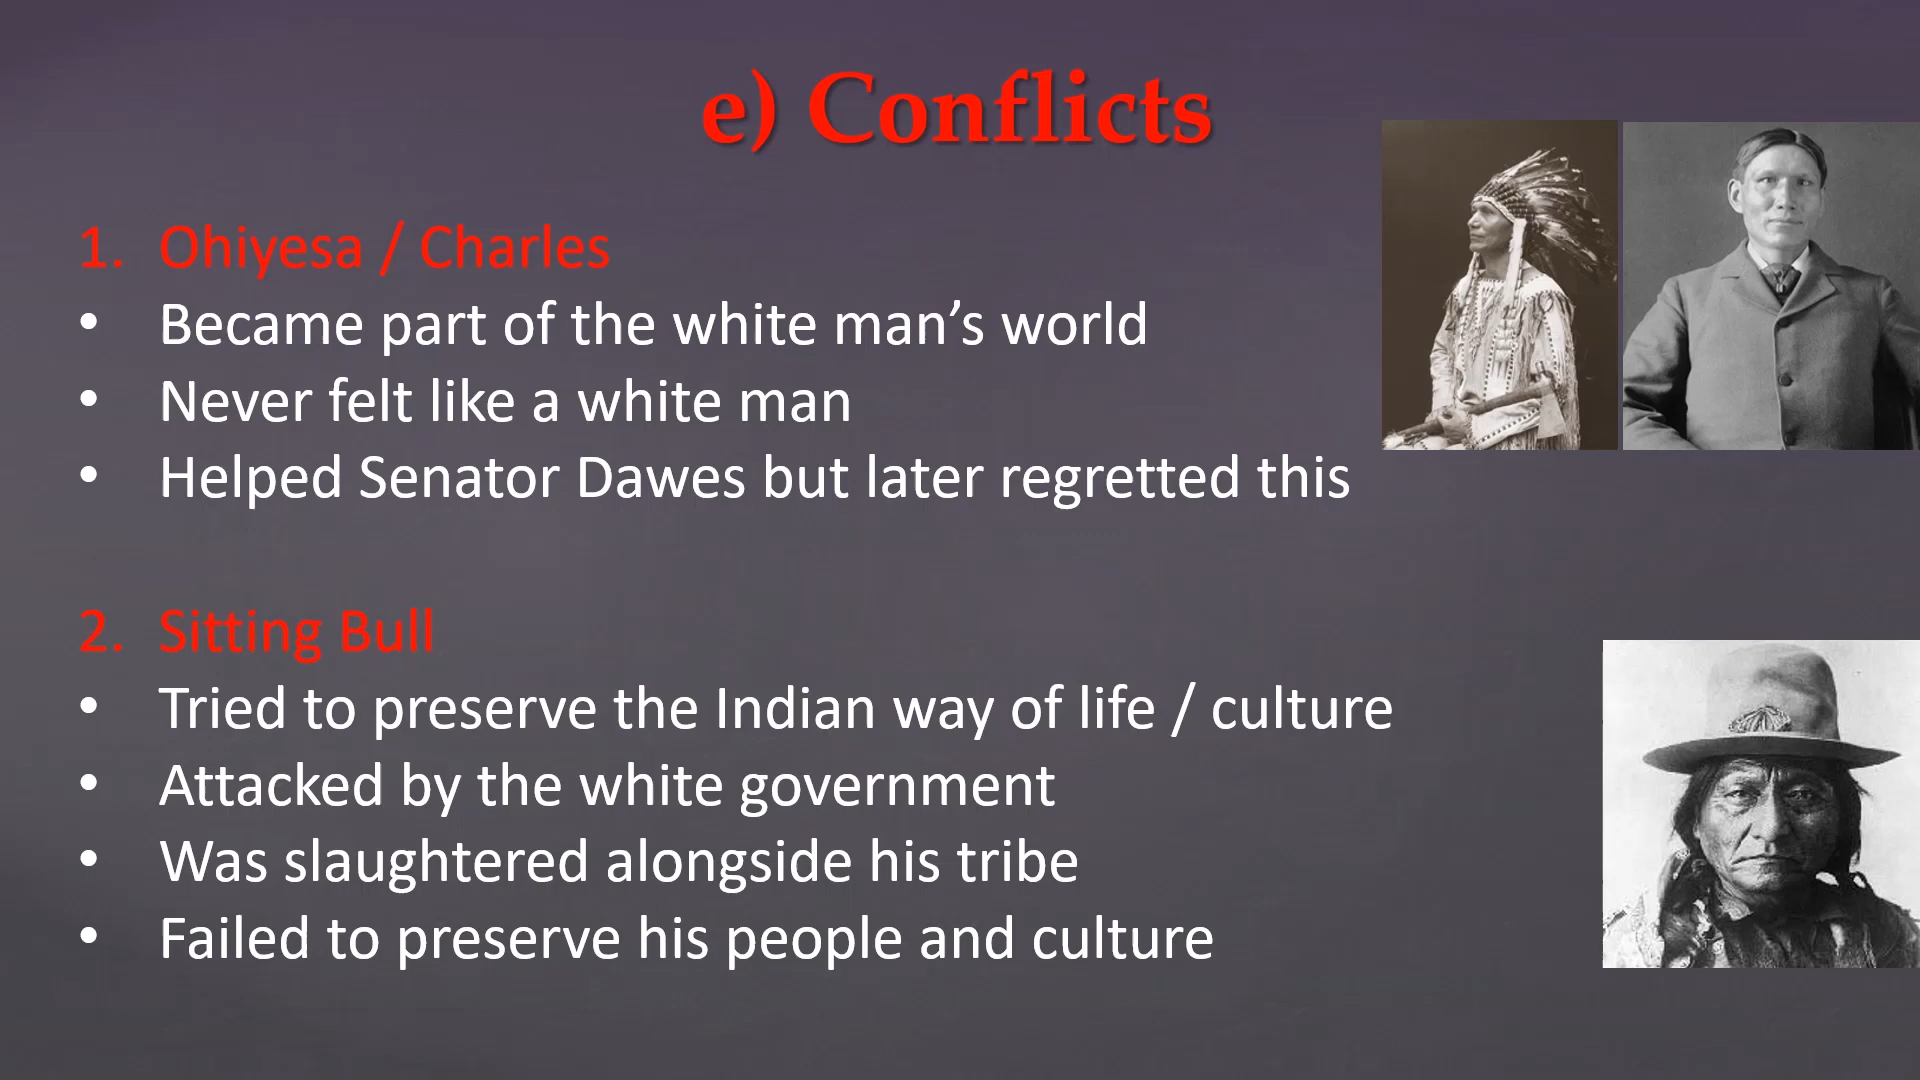 e) Conflicts
1. Ohiyesa / Charles
• Became part of the white man’s world
• Never felt like a white man
• Helped Senator Dawes but later regretted this
2. Sitting Bull
• Tried to preserve the Indian way of life / culture
• Attacked by the white government
• Was slaughtered alongside his tribe
• Failed to preserve his people and culture